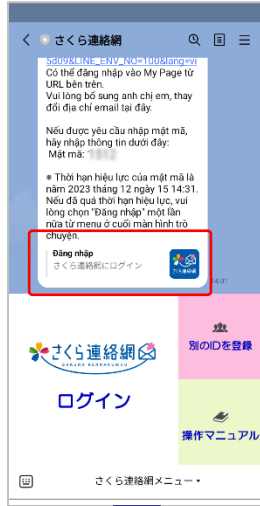 さくら連絡網
5d09&LINE_ENV_NO=100&lang=vi
Có thể đăng nhập vào My Page từ
URL bên trên.
Vui lòng bổ sung anh chị em, thay
đổi địa chỉ email tại đây.
Nếu được yêu cầu nhập mật mã,
hãy nhập thông tin dưới đây:
Mật mã:
※ Thời hạn hiệu lực của mật mã là
năm 2023 tháng 12 ngày 15 14:31.
Nếu đã quá thời hạn hiệu lực, vui
lòng chọn "Đăng nhập" một lần
nữa từ menu ở cuối màn hình trò
chuyện.
Đăng nhập
さくら連絡網にログイン
さくら連絡網
14:01
さくら連絡網
SAKURA RENRAKUMOU
ログイン
別のIDを登録
操作マニュアル
さくら連絡網メニュー▾